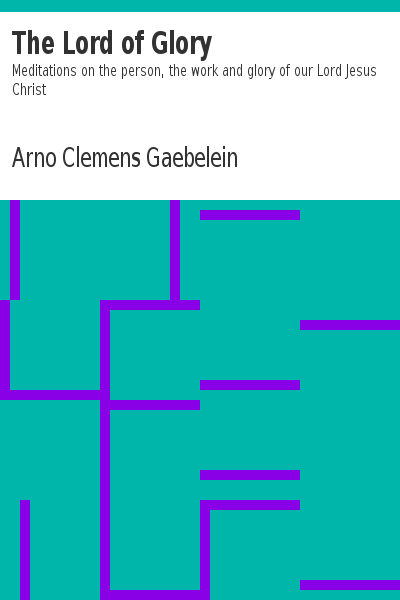 The Lord of Glory
Meditations on the person, the work and glory of our Lord Jesus
Christ
Arno Clemens Gaebelein